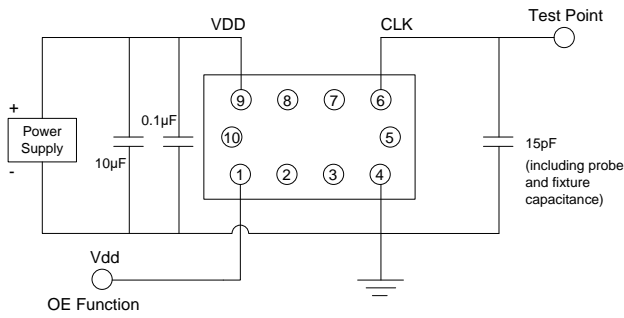 VDD
CLK
Test Point
+
Power
Supply
-
10µF
0.1µF
9
8
7
6
10
5
1
2
3
4
15pF
(including probe
and fixture
capacitance)
Vdd
OE Function